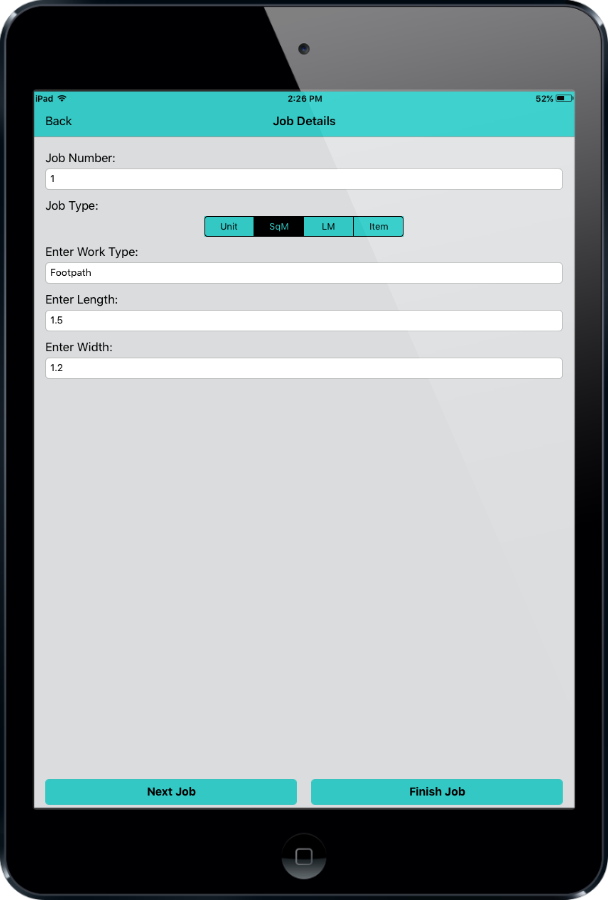 iPad 2:26 PM 52%
Back Job Details
Job Number:
1
Job Type:
Unit SqM LM Item
Enter Work Type:
Footpath
Enter Length:
1.5
Enter Width:
1.2
Next Job Finish Job